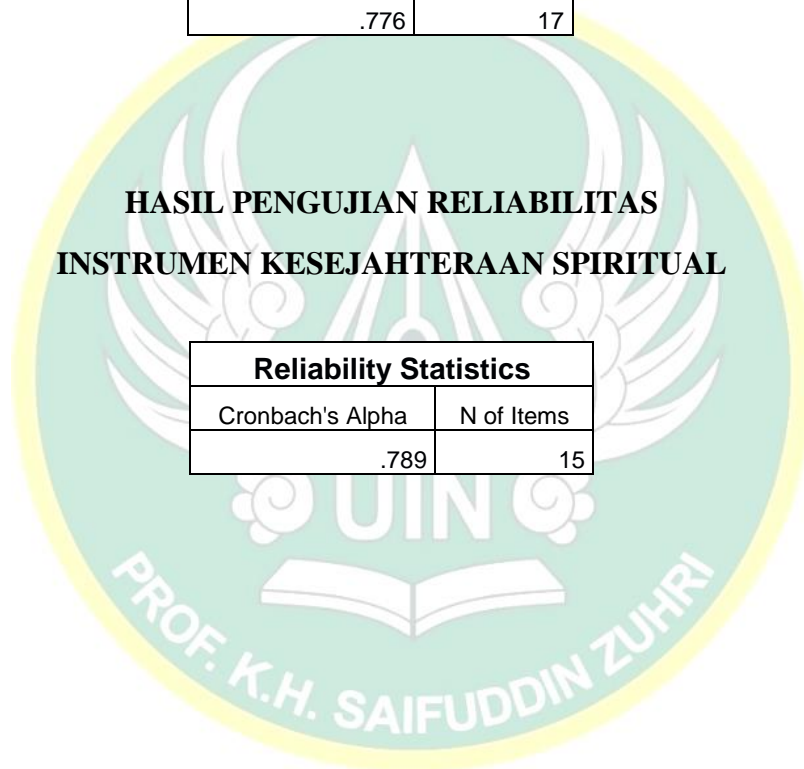 .776 17
HASIL PENGUJIAN RELIABILITAS
INSTRUMEN KESEJAHTERAAN SPIRITUAL
Reliability Statistics
Cronbach's Alpha N of Items
.789 15
UIN
PROF. K.H. SAIFUDDIN ZUHRI